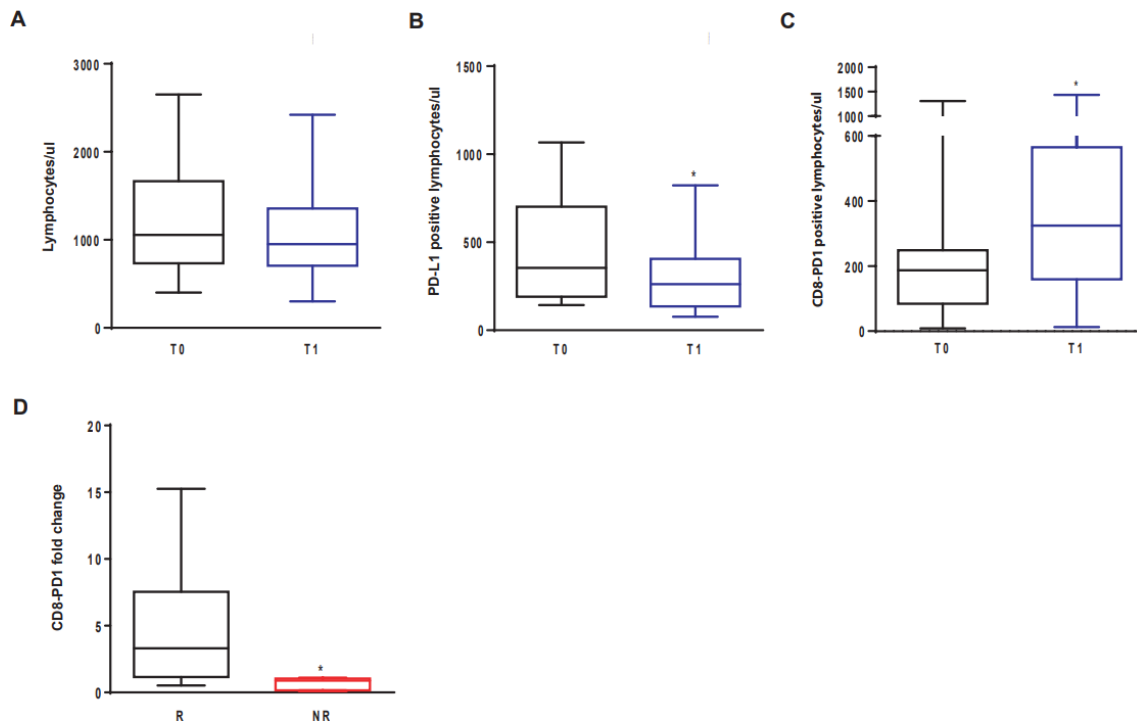 A
Lymphocytes/ul
3000
2000
1000
0
T0 T1
B
PD-L1 positive lymphocytes/ul
1500
1000
500
0
*
T0 T1
C
CD8-PD1 positive lymphocytes/ul
2000
1500
1000
600
400
200
0
*
T0 T1
D
CD8-PD1 fold change
20
15
10
5
0
*
R NR